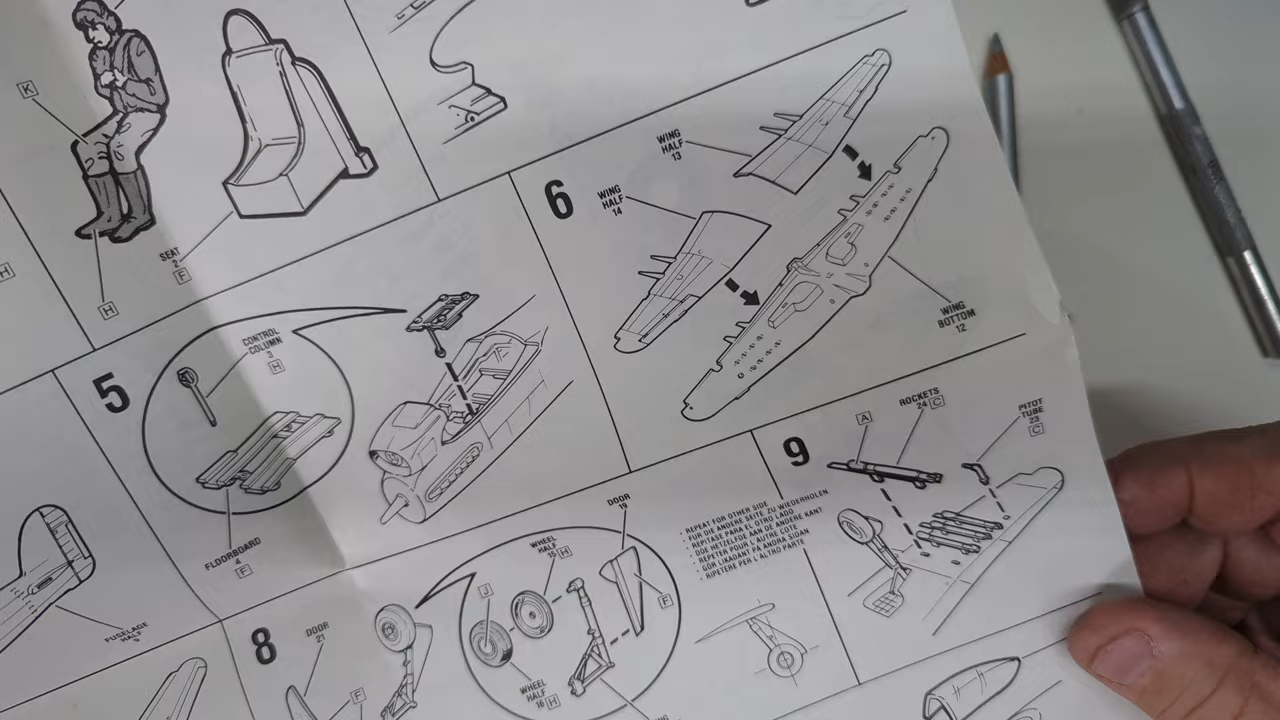 K
H
H
SEAT
2
F
5
CONTROL
COLUMN
3
H
FLOORBOARD
4
F
6
WING
HALF
13
WING
HALF
14
WING
BOTTOM
12
FUSELAGE
HALF
8
DOOR
21
F
J
WHEEL
HALF
15 H
WHEEL
HALF
16 H
DOOR
19
F
• REPEAT FOR OTHER SIDE
• FÜR DIE ANDERE SEITE ZU WIEDERHOLEN
• REPITASE PARA EL OTRO LADO
• DOE HETZELFDE AAN DE ANDERE KANT
• REPETER POUR L'AUTRE COTE
• GÖR LIKADANT PÅ ANDRA SIDAN
• RIPETERE PER L'ALTRO PARTE
9
A
ROCKETS
24 C
PITOT
TUBE
23
C